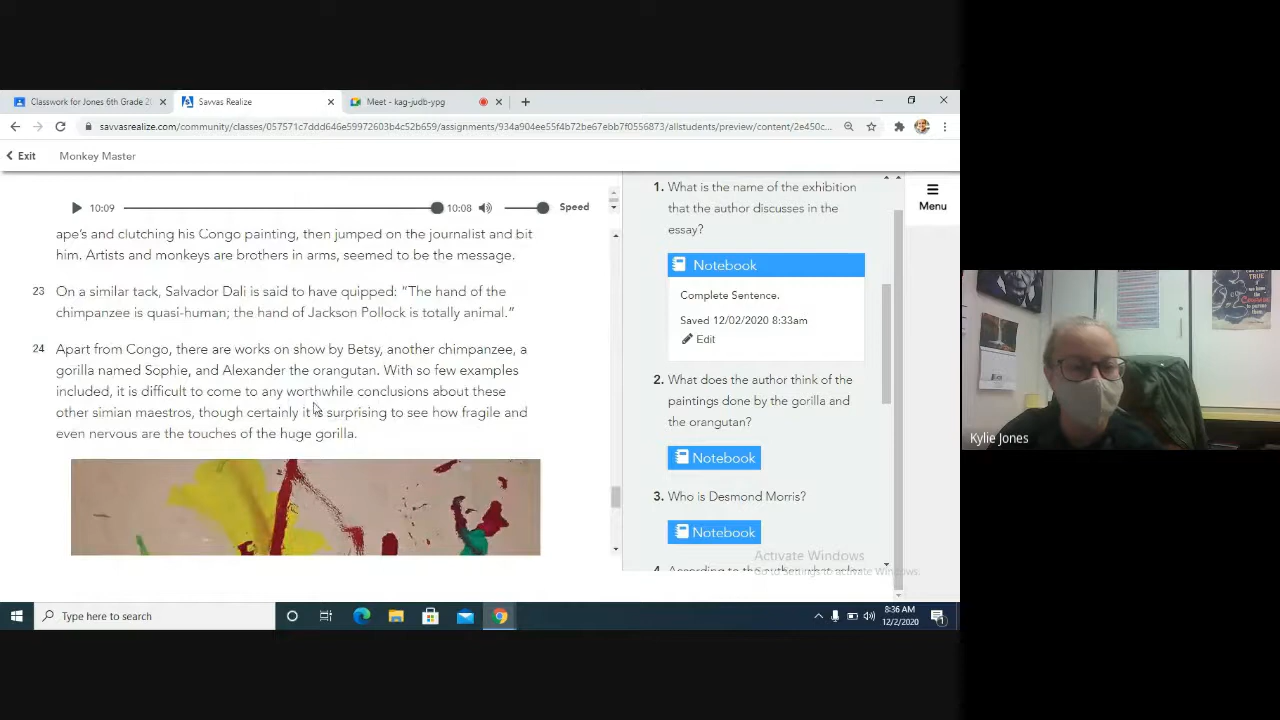 Classwork for Jones 6th Grade 2
Savvas Realize
Meet - kag-judb-ypg
savvasrealize.com/community/classes/057571c7ddd646e59972603b4c52b659/assignments/934a904ee55f4b72be67ebb7f0556873/allstudents/preview/content/2e450c...
Exit
Monkey Master
10:09
10:08
Speed
Menu
ape's and clutching his Congo painting, then jumped on the journalist and bit
him. Artists and monkeys are brothers in arms, seemed to be the message.
23 On a similar tack, Salvador Dali is said to have quipped: “The hand of the
chimpanzee is quasi-human; the hand of Jackson Pollock is totally animal.”
24 Apart from Congo, there are works on show by Betsy, another chimpanzee, a
gorilla named Sophie, and Alexander the orangutan. With so few examples
included, it is difficult to come to any worthwhile conclusions about these
other simian maestros, though certainly it is surprising to see how fragile and
even nervous are the touches of the huge gorilla.
1. What is the name of the exhibition
that the author discusses in the
essay?
Notebook
Complete Sentence.
Saved 12/02/2020 8:33am
Edit
2. What does the author think of the
paintings done by the gorilla and
the orangutan?
Notebook
3. Who is Desmond Morris?
Notebook
Activate Windows
Go to Settings to activate Windows.
Kylie Jones
Type here to search
8:36 AM
12/2/2020